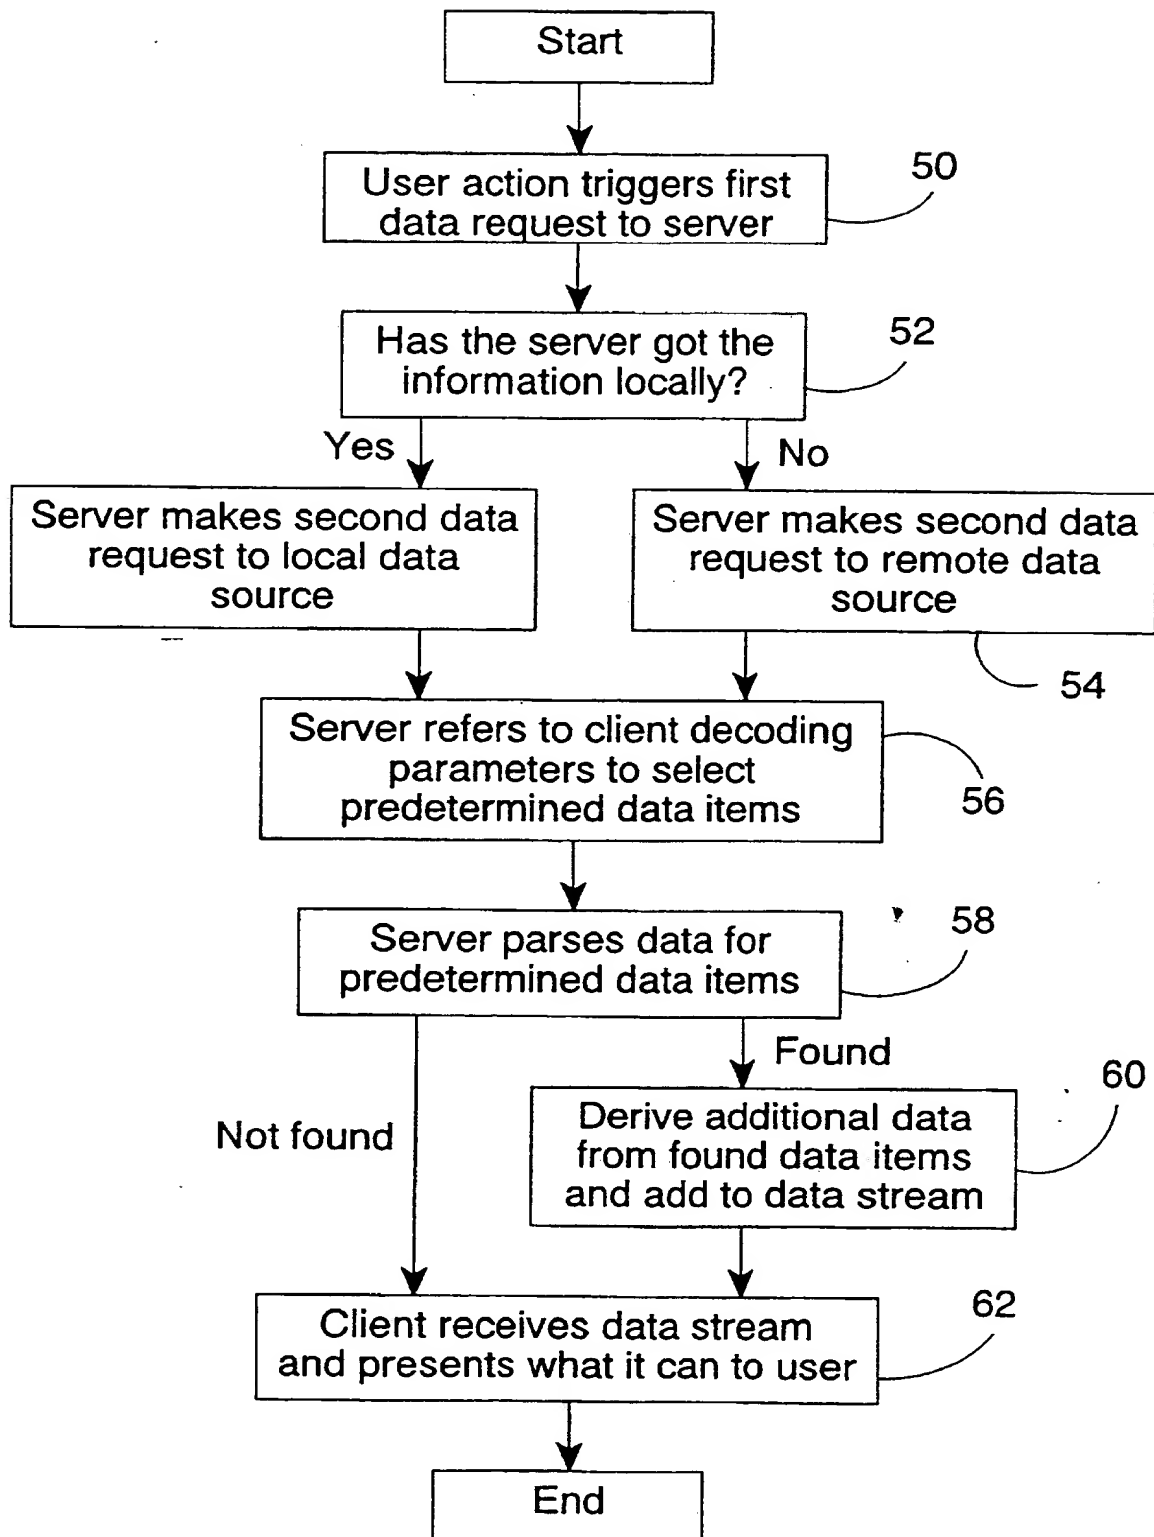 Start
User action triggers first
data request to server
50
Has the server got the
information locally?
52
Yes
No
Server makes second data
request to local data
source
Server makes second data
request to remote data
source
54
Server refers to client decoding
parameters to select
predetermined data items
56
Server parses data for
predetermined data items
58
Found
Not found
Derive additional data
from found data items
and add to data stream
60
Client receives data stream
and presents what it can to user
62
End